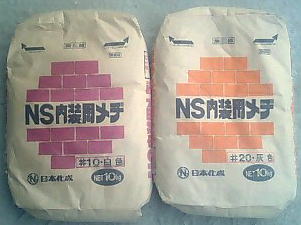 NS内装用メヂ
#10・白色
日本化成
NET10kg
NS内装用メヂ
#20・灰色
日本化成
NET10kg